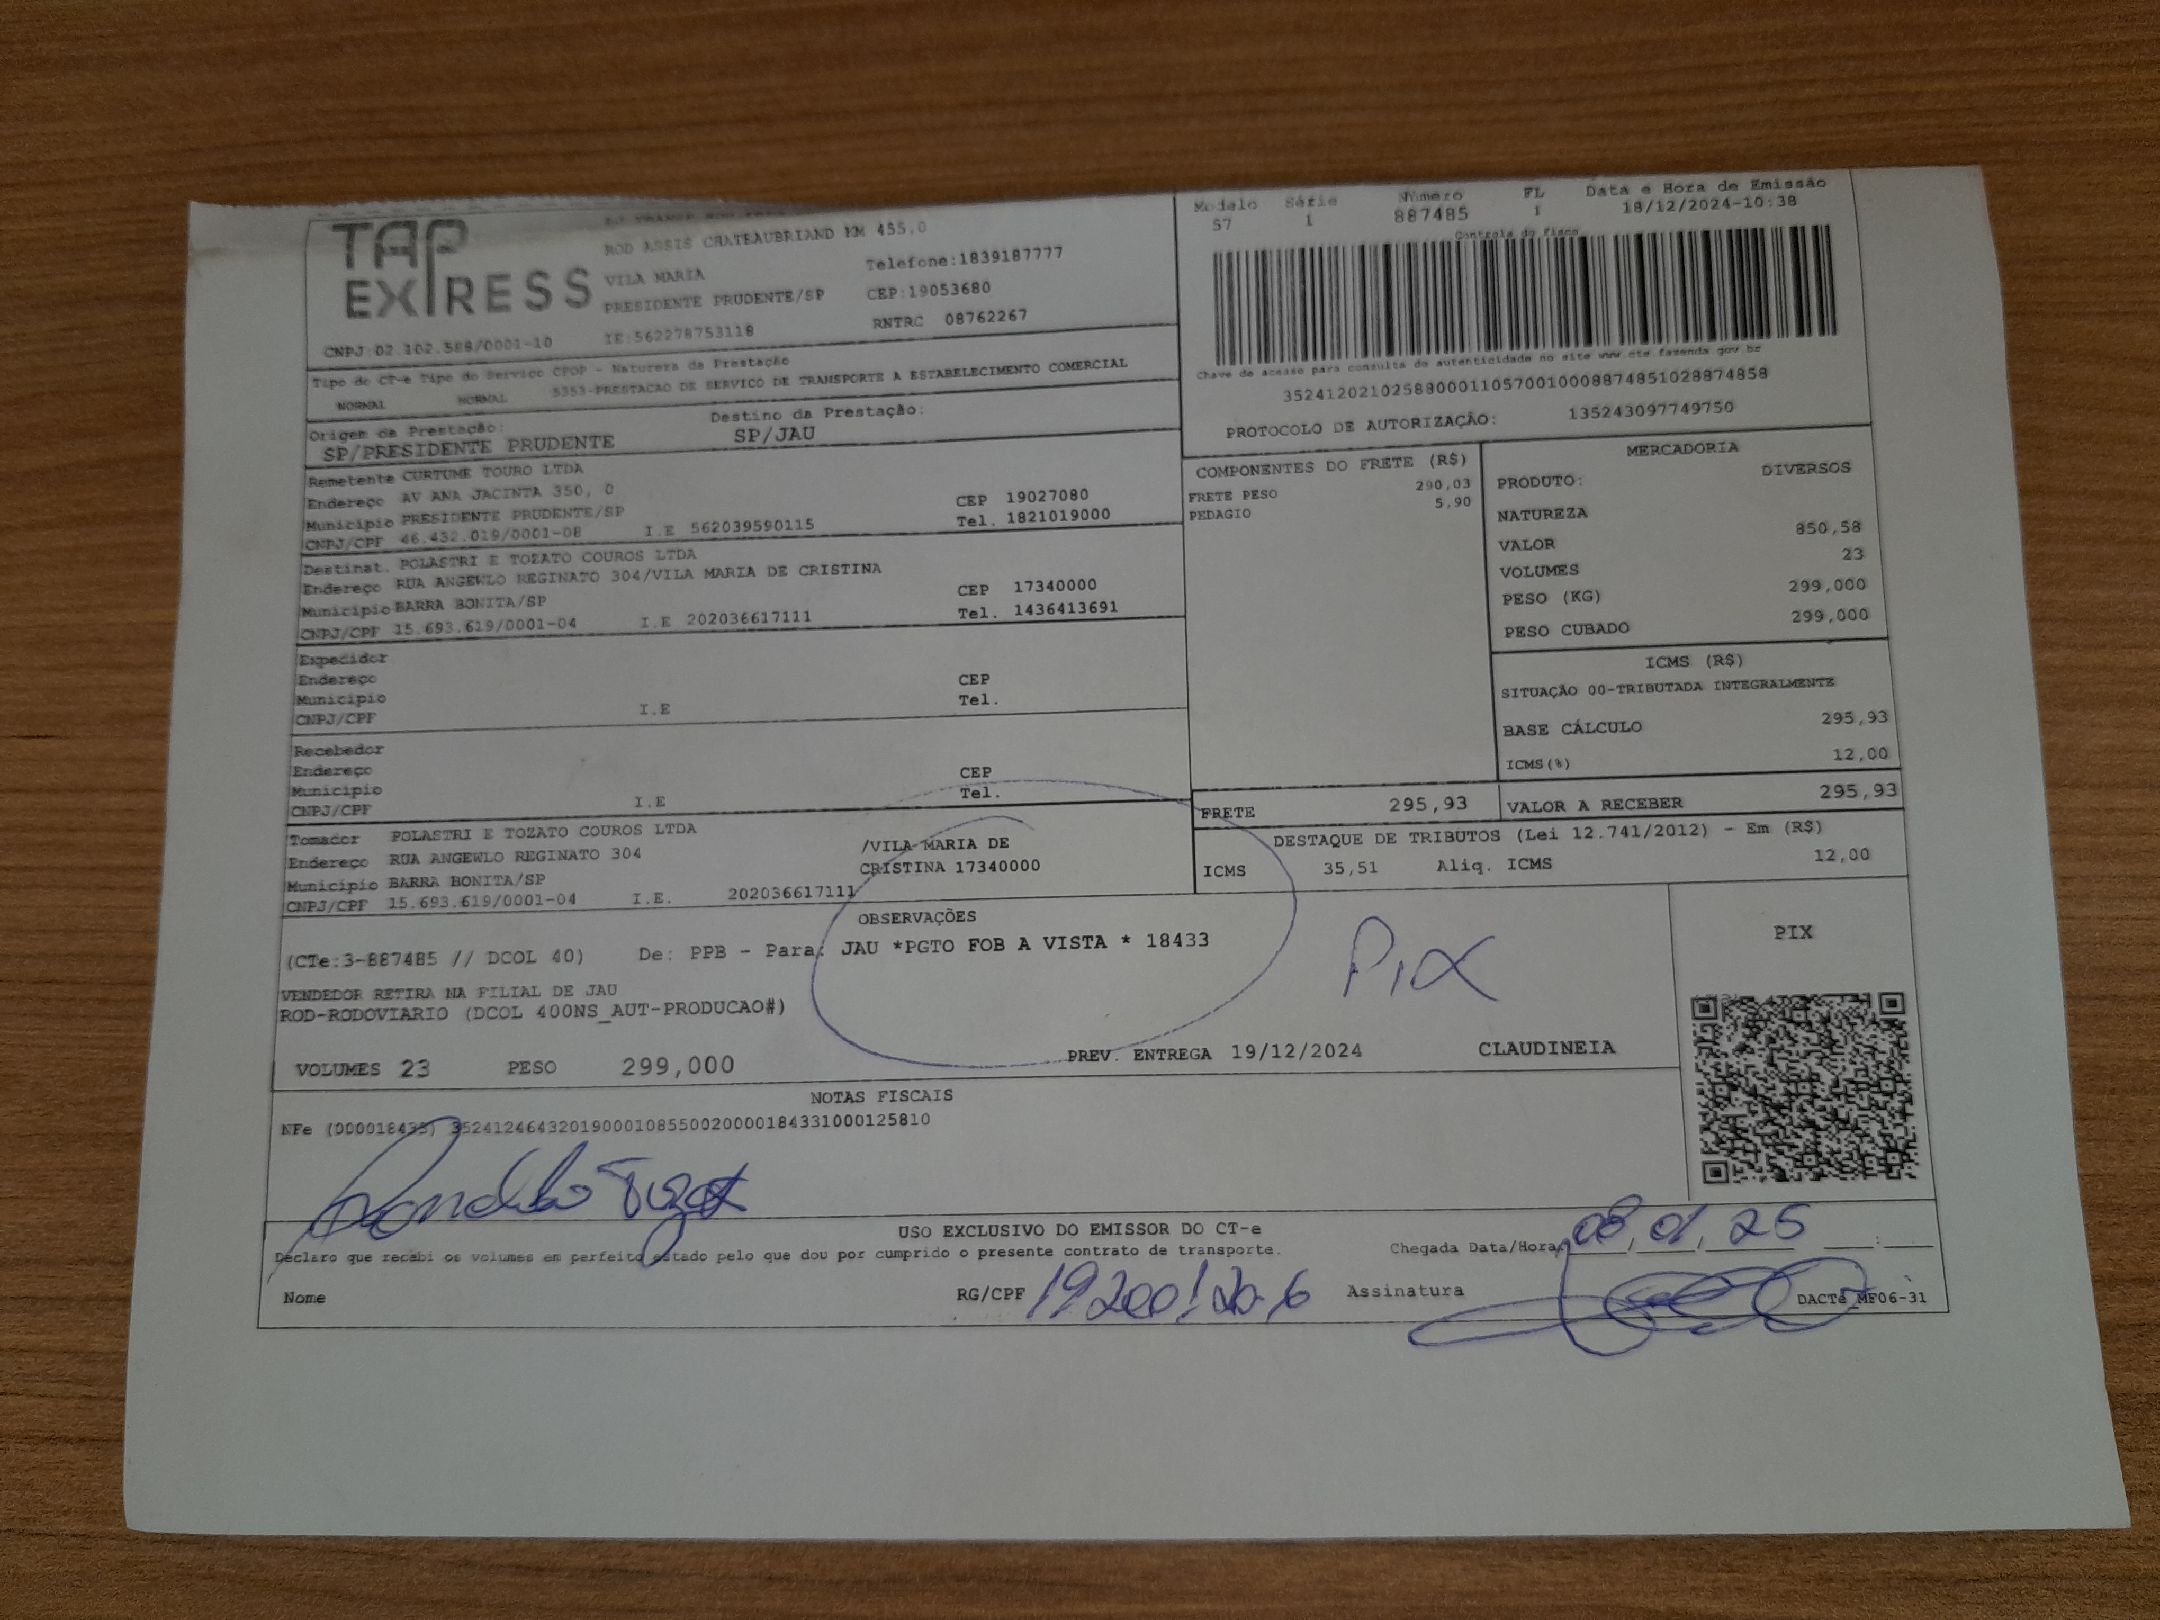 TAP EXPRESS
ROD ASSIS CHATEAUBRIAND KM 455,0
VILA MARIA Telefone:1839187777
PRESIDENTE PRUDENTE/SP CEP:19053680
CNPJ:02.102.588/0001-10 IE:562278753118 RNTRC 08762267
Modelo Série Número FL Data e Hora de Emissão
57 1 887485 1 18/12/2024-10:38
Controle do Fisco
Chave de acesso para consulta do autenticidade no site www.cte.fazenda.gov.br
35241202102588000110570010008874851028874858
PROTOCOLO DE AUTORIZAÇÃO: 135243097749750
Tipo do CT-e Tipo do Serviço CFOP - Natureza da Prestação
NORMAL NORMAL 5353-PRESTACAO DE SERVICO DE TRANSPORTE A ESTABELECIMENTO COMERCIAL
Origem da Prestação: Destino da Prestação:
SP/PRESIDENTE PRUDENTE SP/JAU
Remetente CURTUME TOURO LTDA
Endereço AV ANA JACINTA 350, 0 CEP 19027080
Município PRESIDENTE PRUDENTE/SP Tel. 1821019000
CNPJ/CPF 46.432.019/0001-08 I.E 562039590115
Destinat. POLASTRI E TOZATO COUROS LTDA
Endereço RUA ANGEWLO REGINATO 304/VILA MARIA DE CRISTINA CEP 17340000
Município BARRA BONITA/SP Tel. 1436413691
CNPJ/CPF 15.693.619/0001-04 I.E 202036617111
Expedidor
Endereço CEP
Município Tel.
CNPJ/CPF I.E
Recebedor
Endereço CEP
Município Tel.
CNPJ/CPF I.E
Tomador POLASTRI E TOZATO COUROS LTDA /VILA MARIA DE
Endereço RUA ANGEWLO REGINATO 304 CRISTINA 17340000
Município BARRA BONITA/SP
CNPJ/CPF 15.693.619/0001-04 I.E. 202036617111
COMPONENTES DO FRETE (R$)
FRETE PESO 290,03
PEDAGIO 5,90
MERCADORIA
PRODUTO: DIVERSOS
NATUREZA
VALOR 850,58
VOLUMES 23
PESO (KG) 299,000
PESO CUBADO 299,000
ICMS (R$)
SITUAÇÃO 00-TRIBUTADA INTEGRALMENTE
BASE CÁLCULO 295,93
ICMS(%) 12,00
FRETE 295,93 VALOR A RECEBER 295,93
DESTAQUE DE TRIBUTOS (Lei 12.741/2012) - Em (R$)
ICMS 35,51 Aliq. ICMS 12,00
OBSERVAÇÕES
(CTe:3-887485 // DCOL 40) De: PPB - Para: JAU *PGTO FOB A VISTA * 18433
VENDEDOR RETIRA NA FILIAL DE JAU
ROD-RODOVIARIO (DCOL 400NS_AUT-PRODUCAO#)
PIX
PIX
VOLUMES 23 PESO 299,000 PREV. ENTREGA 19/12/2024 CLAUDINEIA
NOTAS FISCAIS
NFe (000018433) 35241246432019000108550020000184331000125810
USO EXCLUSIVO DO EMISSOR DO CT-e
Declaro que recebi os volumes em perfeito estado pelo que dou por cumprido o presente contrato de transporte. Chegada Data/Hora 08/01/25
Nome RG/CPF Assinatura DACTe_MF06-31